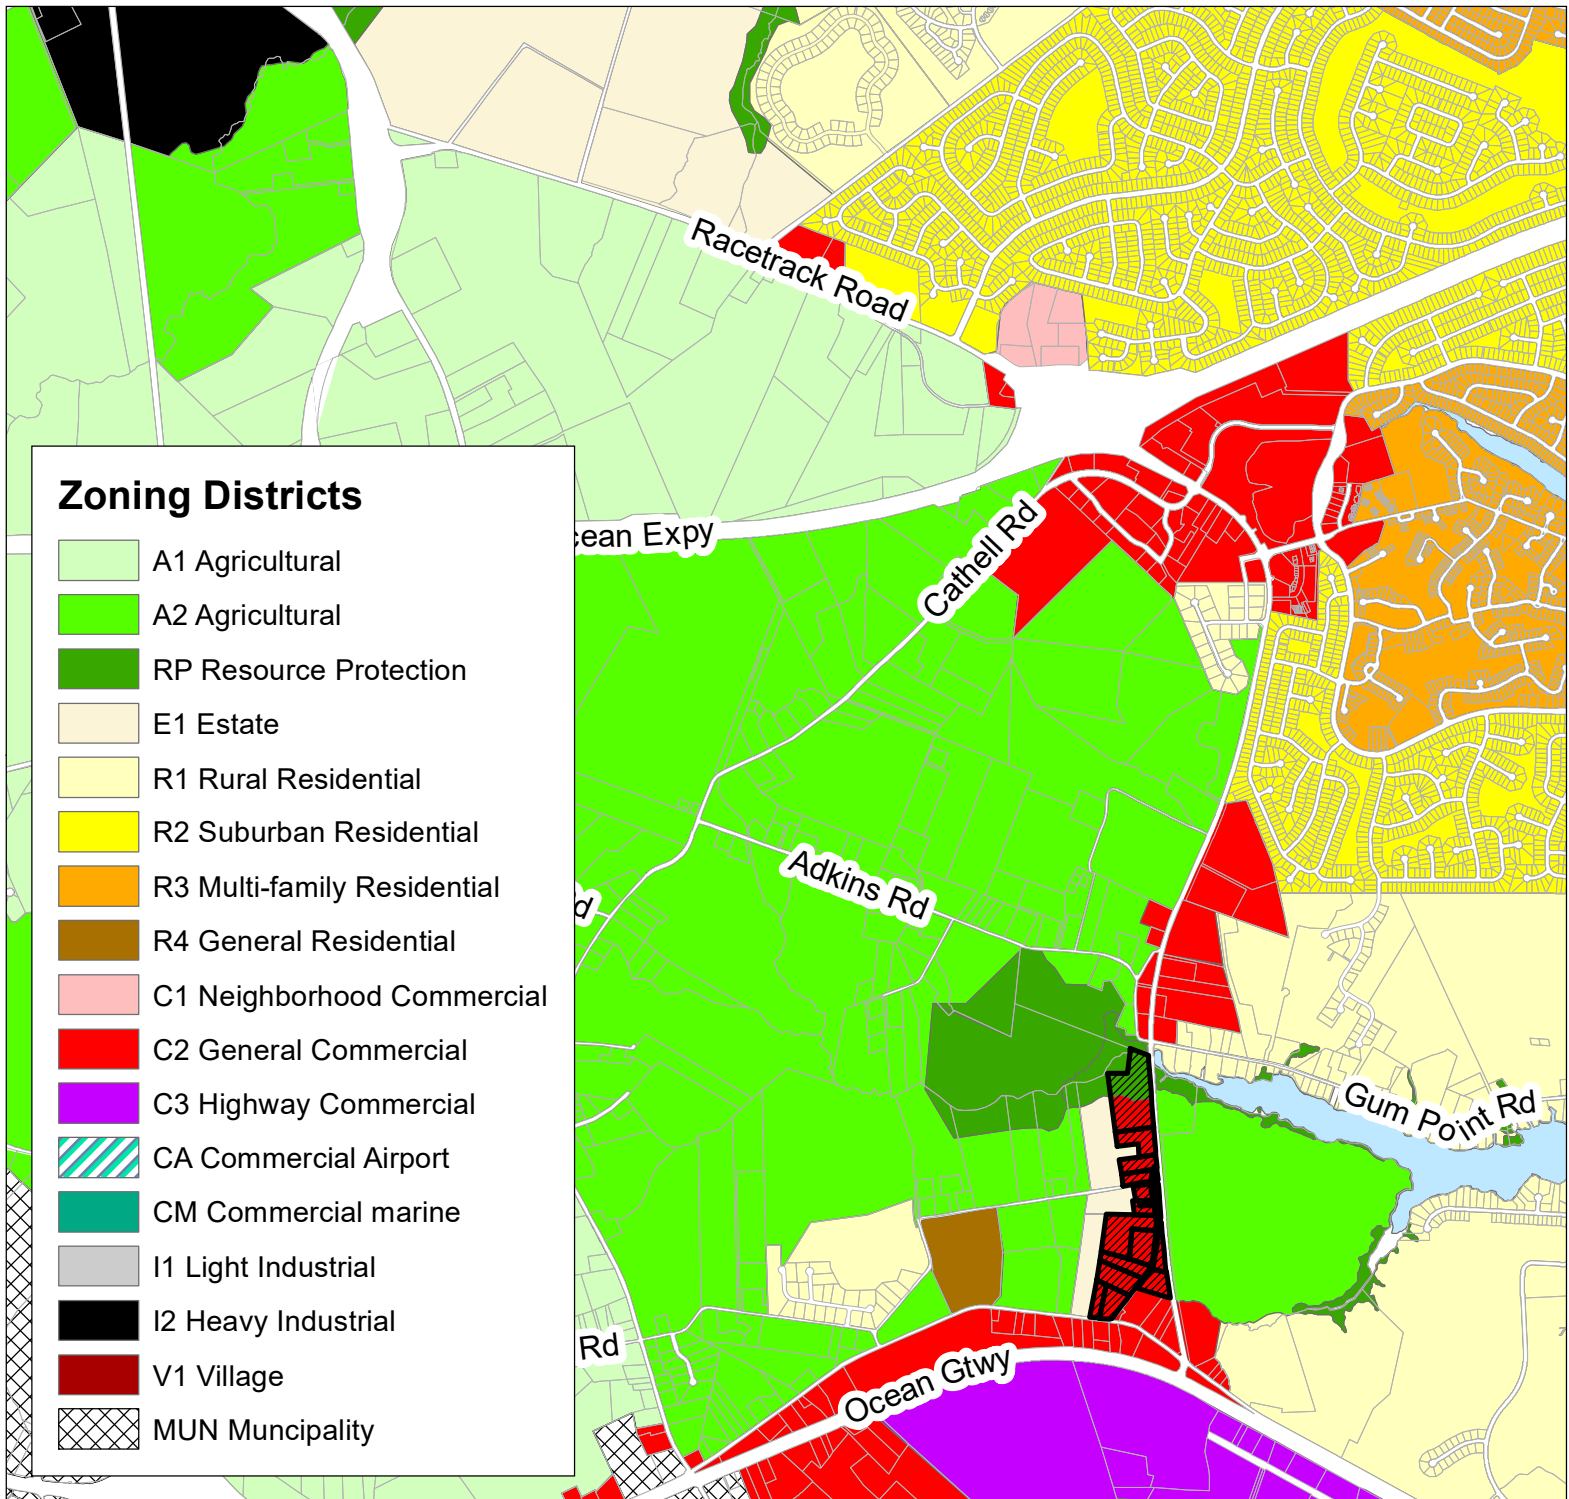 Racetrack Road
Zoning Districts
cean Expy
Cathell Rd
A1 Agricultural
A2 Agricultural
RP Resource Protection
E1 Estate
R1 Rural Residential
R2 Suburban Residential
R3 Multi-family Residential
Adkins Rd
d
R4 General Residential
C1 Neighborhood Commercial
C2 General Commercial
C3 Highway Commercial
Gum Point Rd
CA Commercial Airport
CM Commercial marine
I1 Light Industrial
I2 Heavy Industrial
Rd
V1 Village
Ocean Gtwy
MUN Muncipality